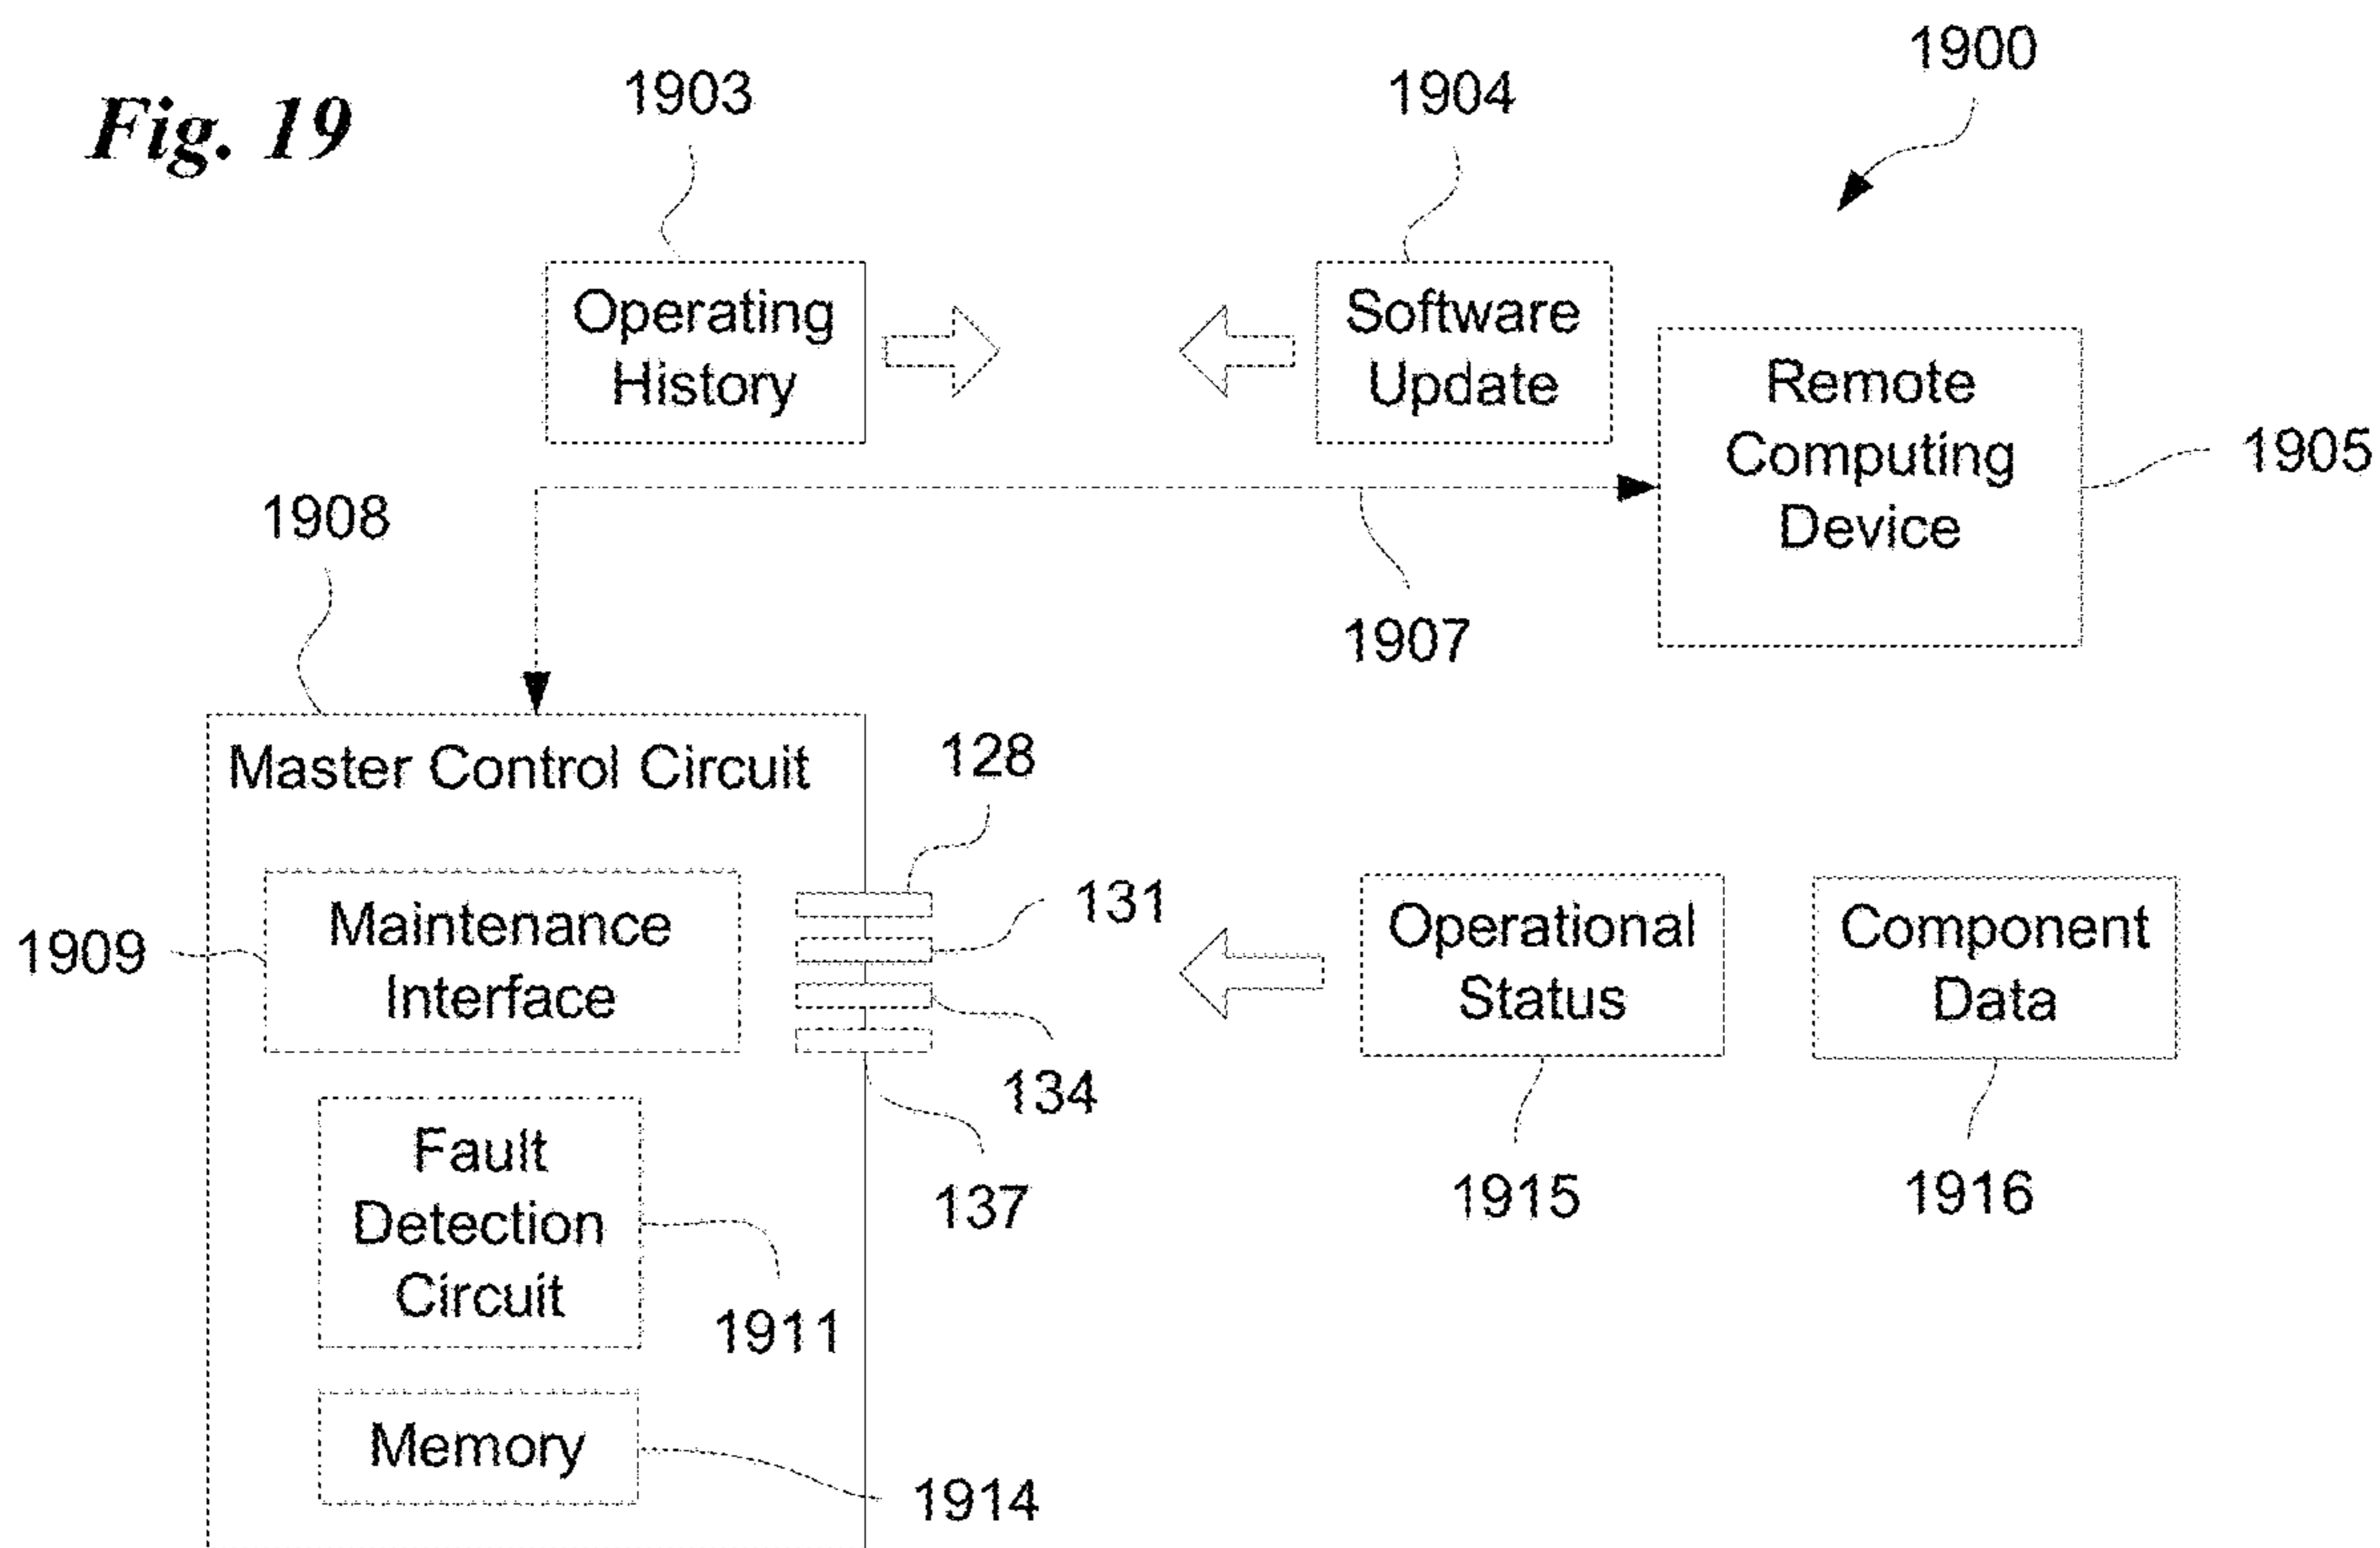 Fig. 19
1903
1904
1900
Operating
History
Software
Update
Remote
Computing
Device
1905
1908
1907
Master Control Circuit
128
131
Maintenance
Interface
1909
134
137
Operational
Status
Component
Data
1915
1916
Fault
Detection
Circuit
1911
Memory
1914